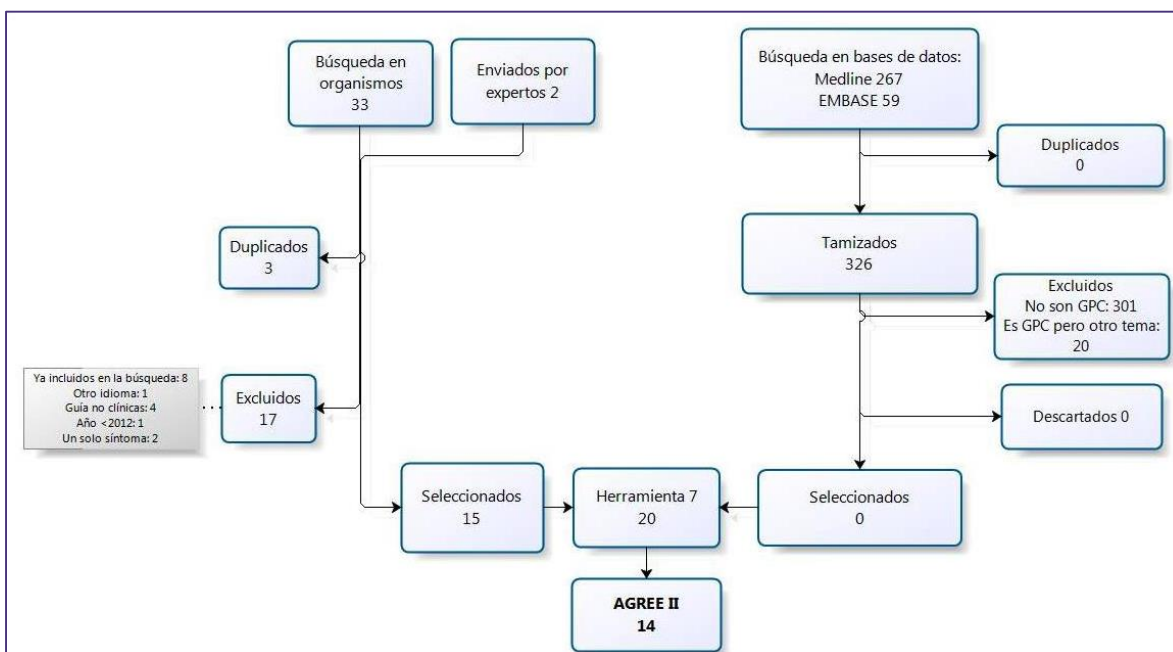 Búsqueda en
organismos
33
Enviados por
expertos 2
Búsqueda en bases de datos:
Medline 267
EMBASE 59
Duplicados
0
Duplicados
3
Tamizados
326
Excluidos
No son GPC: 301
Es GPC pero otro tema:
20
Ya incluidos en la búsqueda: 8
Otro idioma: 1
Guía no clínicas: 4
Año <2012: 1
Un solo síntoma: 2
Excluidos
17
Descartados 0
Seleccionados
15
Herramienta 7
20
Seleccionados
0
AGREE II
14